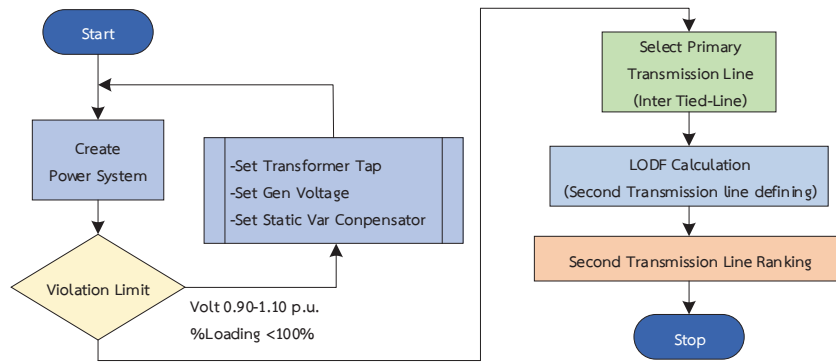 Start
Create
Power System
Violation Limit
-Set Transformer Tap
-Set Gen Voltage
-Set Static Var Conpensator
Volt 0.90-1.10 p.u.
%Loading <100%
Select Primary
Transmission Line
(Inter Tied-Line)
LODF Calculation
(Second Transmission line defining)
Second Transmission Line Ranking
Stop